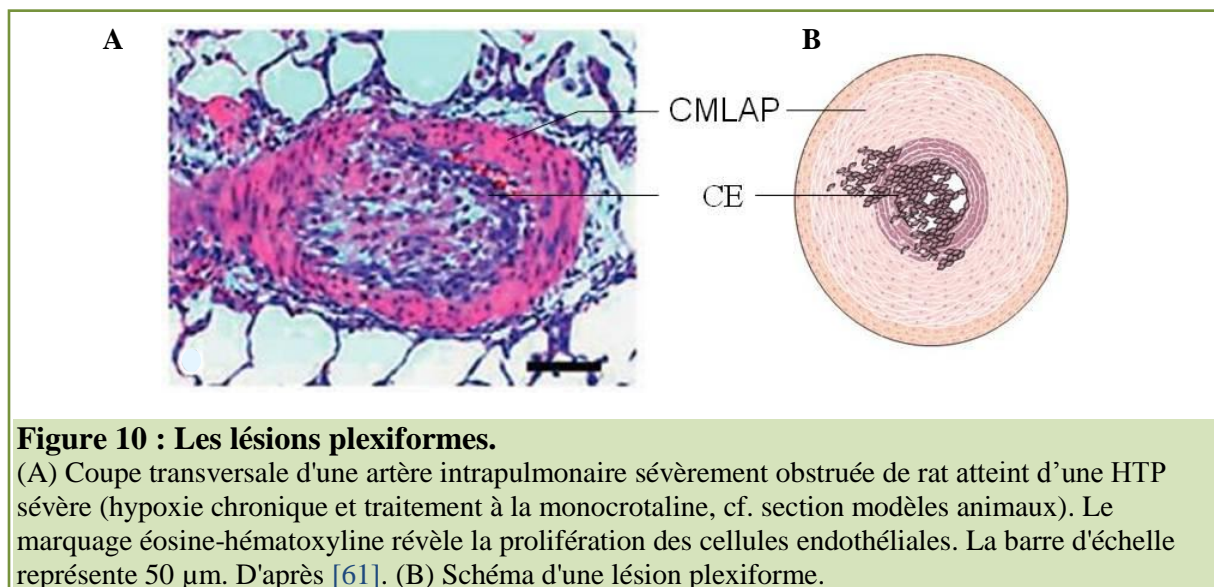 A
B
CMLAP
CE
Figure 10 : Les lésions plexiformes.
(A) Coupe transversale d'une artère intrapulmonaire sévèrement obstruée de rat atteint d’une HTP
sévère (hypoxie chronique et traitement à la monocrotaline, cf. section modèles animaux). Le
marquage éosine-hématoxyline révèle la prolifération des cellules endothéliales. La barre d'échelle
représente 50 µm. D'après [61]. (B) Schéma d'une lésion plexiforme.